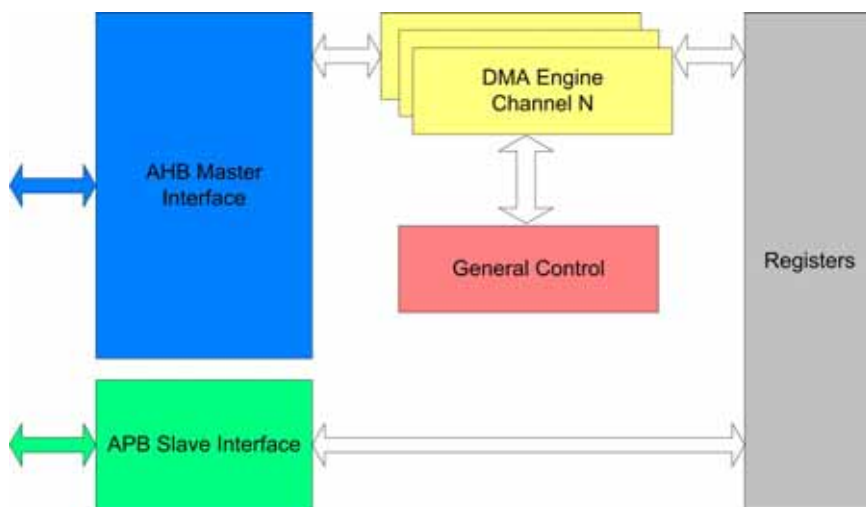 DMA Engine
Channel N
AHB Master
Interface
General Control
Registers
APB Slave Interface